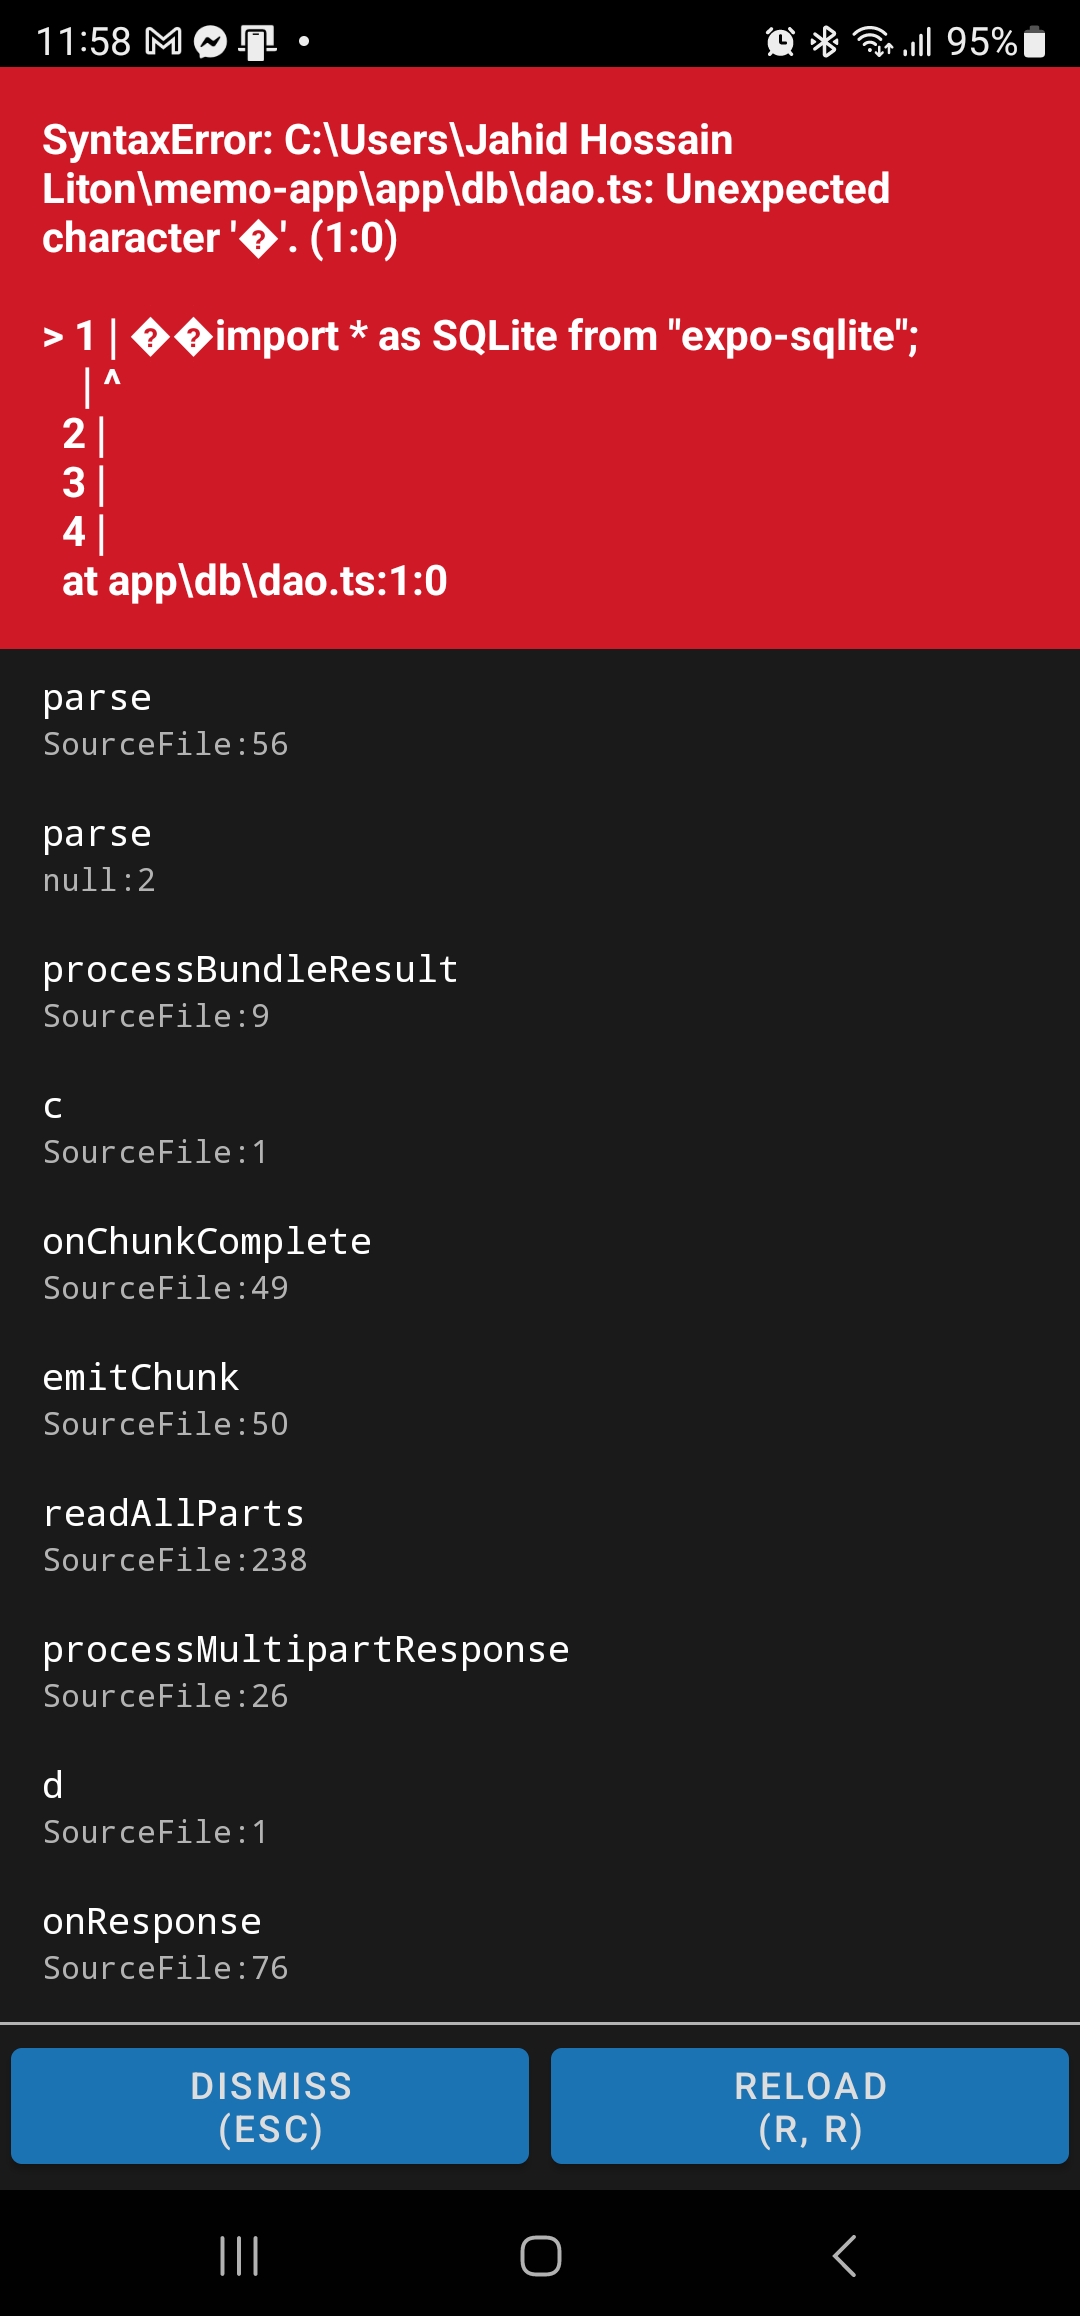 11:58 95%
SyntaxError: C:\Users\Jahid Hossain
Liton\memo-app\app\db\dao.ts: Unexpected
character '�'. (1:0)
> 1 | ��import * as SQLite from "expo-sqlite";
| ^
2 |
3 |
4 |
at app\db\dao.ts:1:0
parse
SourceFile:56
parse
null:2
processBundleResult
SourceFile:9
c
SourceFile:1
onChunkComplete
SourceFile:49
emitChunk
SourceFile:50
readAllParts
SourceFile:238
processMultipartResponse
SourceFile:26
d
SourceFile:1
onResponse
SourceFile:76
DISMISS
(ESC)
RELOAD
(R, R)